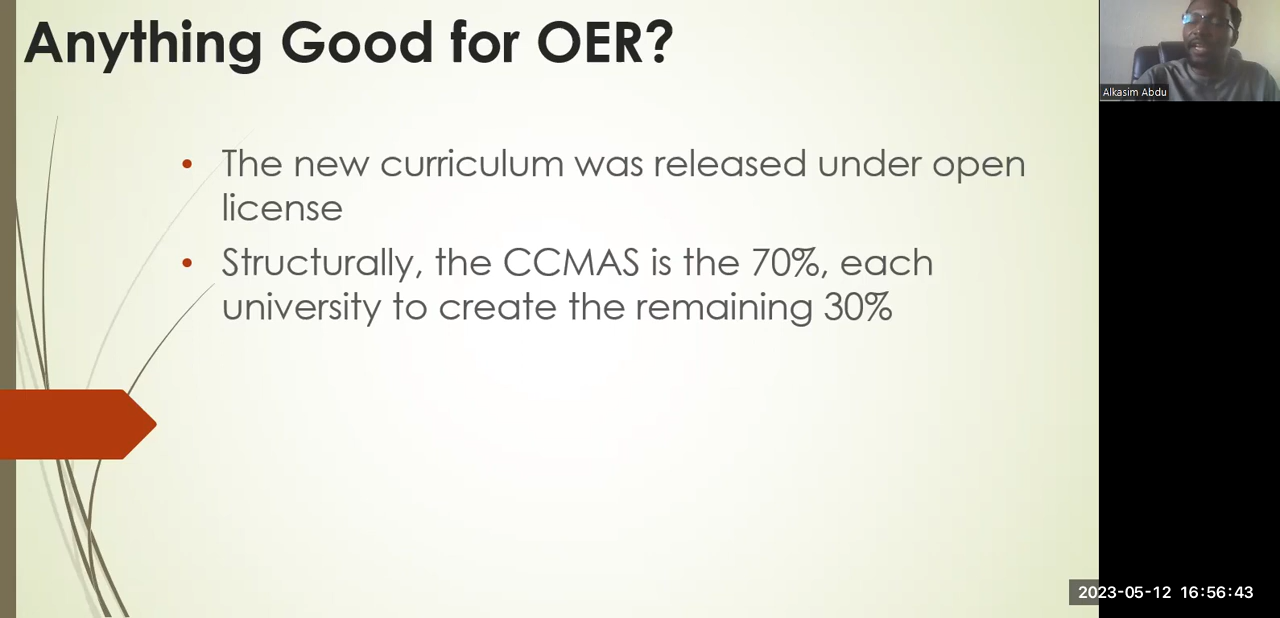 Anything Good for OER?
Alkasim Abdu
• The new curriculum was released under open
license
• Structurally, the CCMAS is the 70%, each
university to create the remaining 30%
2023-05-12 16:56:43